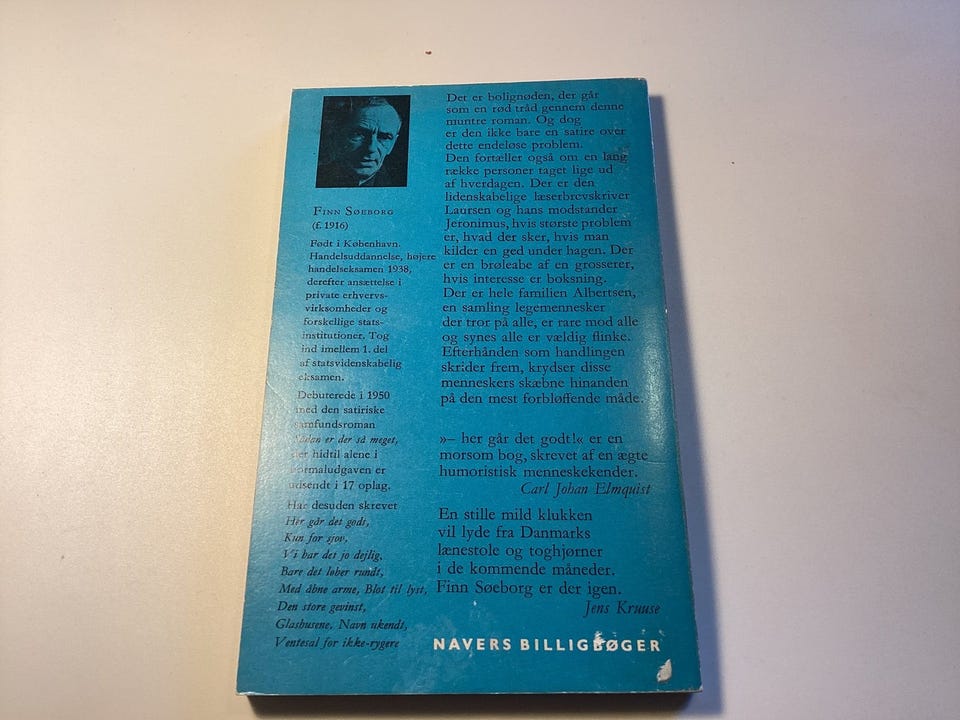 FINN SØEBORG
(f. 1916)
Født i København.
Handelsuddannelse, højere
handelseksamen 1938,
derefter ansættelse i
private erhvervs-
virksomheder og
forskellige stats-
institutioner. Tog
ind imellem 1. del
af statsvidenskabelig
eksamen.
Debuterede i 1950
med den satiriske
samfundsroman
Sådan er der så meget,
der hidtil alene i
normaludgaven er
udsendt i 17 oplag.
Har desuden skrevet
Her går det godt,
Kun for sjov,
Vi har det jo dejlig,
Bare det løber rundt,
Med åbne arme, Blot til lyst,
Den store gevinst,
Glashusene, Navn ukendt,
Ventesal for ikke-rygere
Det er bolignøden, der går
som en rød tråd gennem denne
muntre roman. Og dog
er den ikke bare en satire over
dette endeløse problem.
Den fortæller også om en lang
række personer taget lige ud
af hverdagen. Der er den
lidenskabelige læserbrevskriver
Laursen og hans modstander
Jeronimus, hvis største problem
er, hvad der sker, hvis man
kilder en ged under hagen. Der
er en brøleabe af en grosserer,
hvis interesse er boksning.
Der er hele familien Albertsen,
en samling legemennesker
der tror på alle, er rare mod alle
og synes alle er vældig flinke.
Efterhånden som handlingen
skrider frem, krydser disse
menneskers skæbne hinanden
på den mest forbløffende måde.
»– her går det godt!« er en
morsom bog, skrevet af en ægte
humoristisk menneskekender.
Carl Johan Elmquist
En stille mild klukken
vil lyde fra Danmarks
lænestole og toghjørner
i de kommende måneder.
Finn Søeborg er der igen.
Jens Kruuse
NAVERS BILLIGBØGER